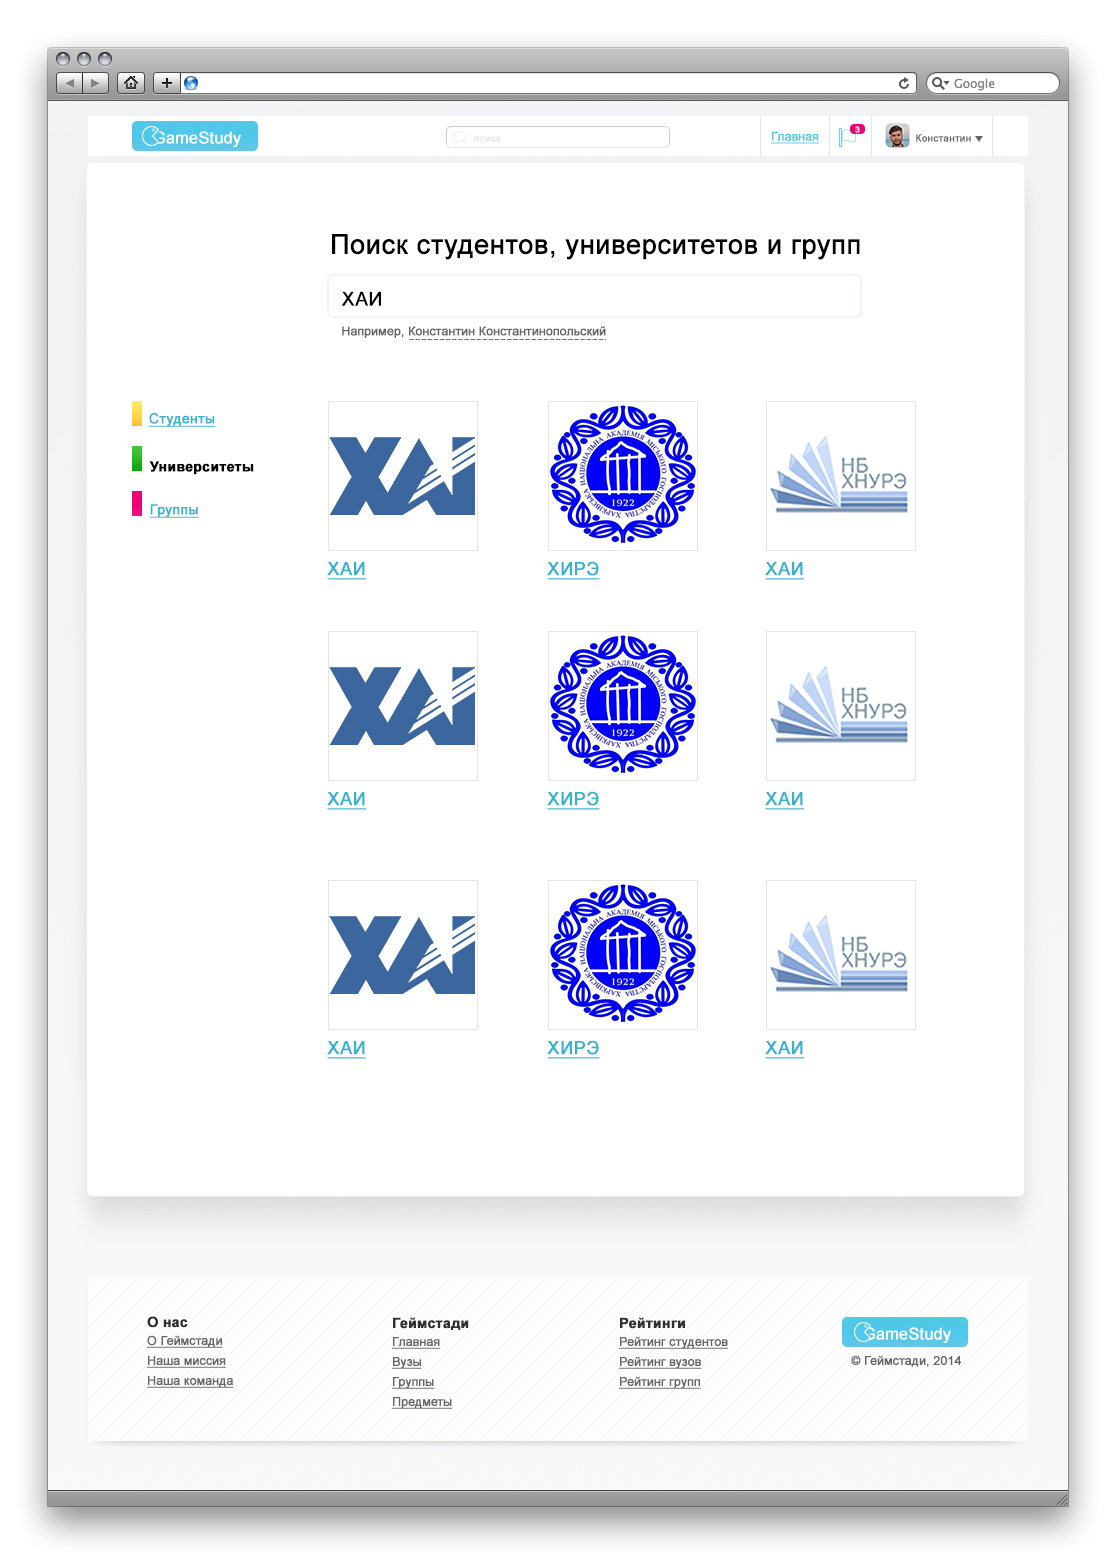 Google
GameStudy
поиск
Главная
3
Константин
Поиск студентов, университетов и групп
ХАИ
Например, Константин Константинопольский
Студенты
Университеты
Группы
ХАІ
НАЦІОНАЛЬНА АКАДЕМІЯ МІСЬКОГО ГОСПОДАРСТВА ХАРКІВСЬКА
1922
НБ
ХНУРЭ
ХАИ
ХИРЭ
ХАИ
ХАІ
НАЦІОНАЛЬНА АКАДЕМІЯ МІСЬКОГО ГОСПОДАРСТВА ХАРКІВСЬКА
1922
НБ
ХНУРЭ
ХАИ
ХИРЭ
ХАИ
ХАІ
НАЦІОНАЛЬНА АКАДЕМІЯ МІСЬКОГО ГОСПОДАРСТВА ХАРКІВСЬКА
1922
НБ
ХНУРЭ
ХАИ
ХИРЭ
ХАИ
О нас
О Геймстади
Наша миссия
Наша команда
Геймстади
Главная
Вузы
Группы
Предметы
Рейтинги
Рейтинг студентов
Рейтинг вузов
Рейтинг групп
GameStudy
© Геймстади, 2014